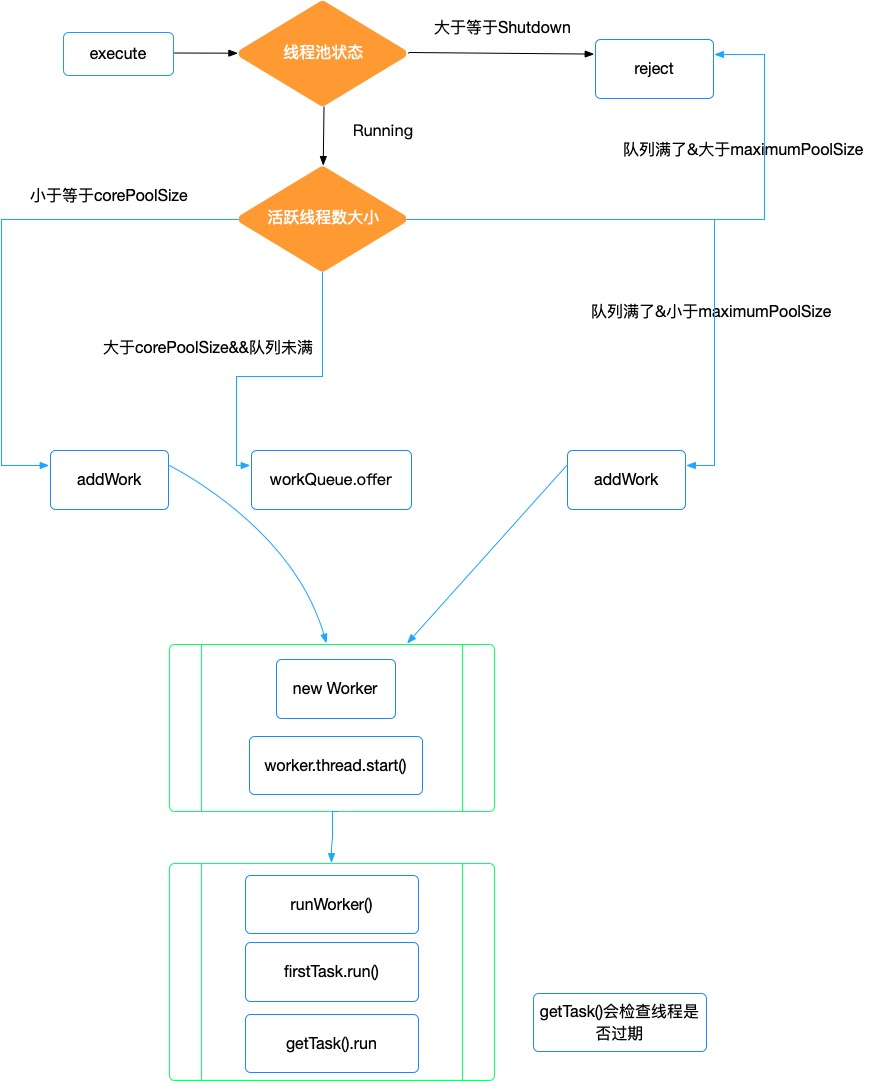 大于等于Shutdown
execute
线程池状态
reject
Running
队列满了&大于maximumPoolSize
小于等于corePoolSize
活跃线程数大小
队列满了&小于maximumPoolSize
大于corePoolSize&&队列未满
addWork
workQueue.offer
addWork
new Worker
worker.thread.start()
runWorker()
firstTask.run()
getTask().run
getTask()会检查线程是
否过期